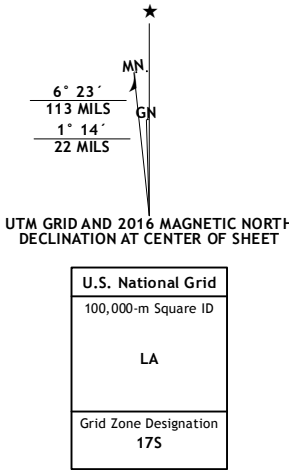 ★
MN.
GN
6° 23´
113 MILS
1° 14´
22 MILS
UTM GRID AND 2016 MAGNETIC NORTH
DECLINATION AT CENTER OF SHEET
U.S. National Grid
100,000-m Square ID
LA
Grid Zone Designation
17S